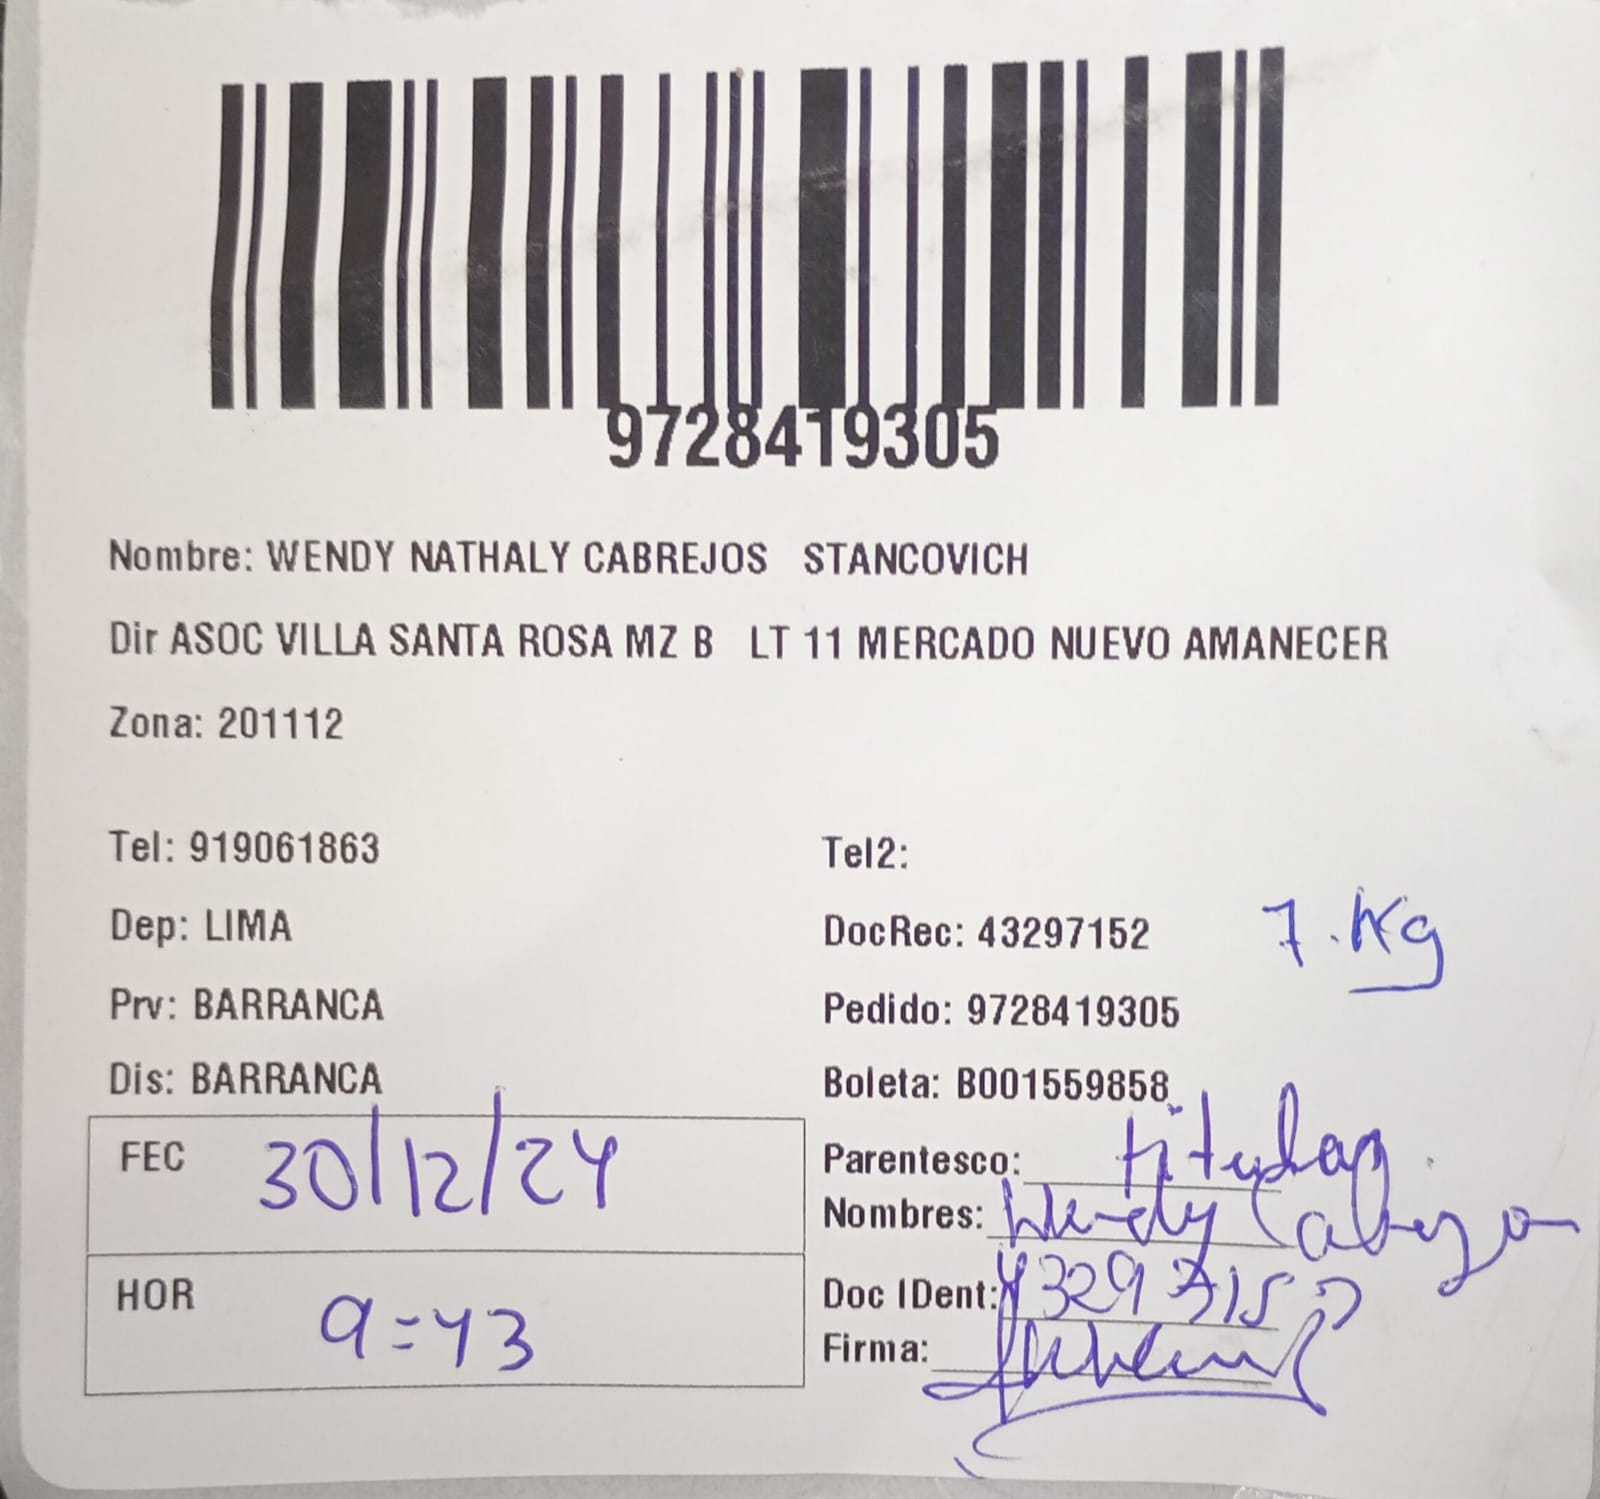 9728419305
Nombre: WENDY NATHALY CABREJOS STANCOVICH
Dir ASOC VILLA SANTA ROSA MZ B LT 11 MERCADO NUEVO AMANECER
Zona: 201112
Tel: 919061863
Tel2:
Dep: LIMA
DocRec: 43297152
7.Kg
Prv: BARRANCA
Pedido: 9728419305
Dis: BARRANCA
Boleta: B001559858
FEC 30/12/24
Parentesco: titular
Nombres: Wendy Cabrejos
HOR 9:43
Doc IDent: 43297152
Firma: